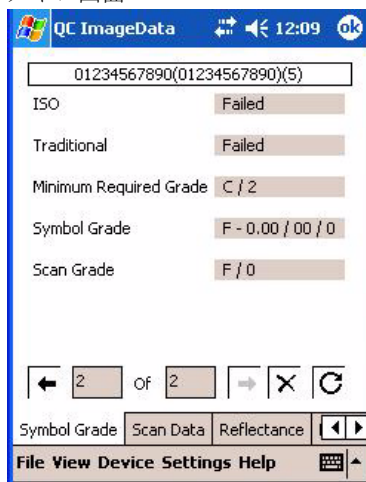 QC ImageData 12:09 ok
01234567890(01234567890)(5)
ISO Failed
Traditional Failed
Minimum Required Grade C / 2
Symbol Grade F - 0.00 / 00 / 0
Scan Grade F / 0
2 Of 2
Symbol Grade Scan Data Reflectance
File View Device Settings Help